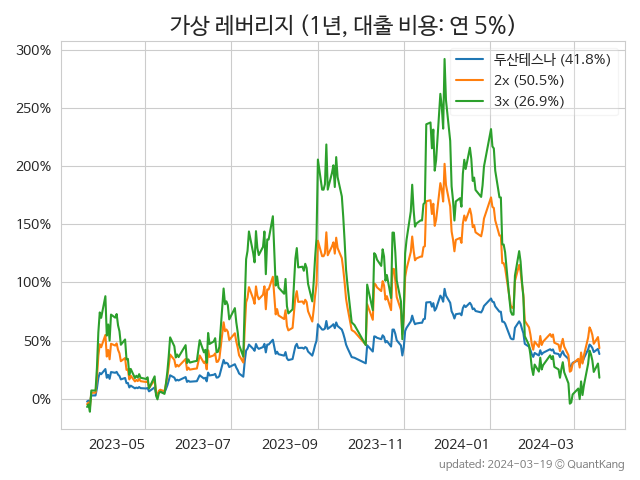 가상 레버리지 (1년, 대출 비용: 연 5%)
300%
250%
200%
150%
100%
50%
0%
두산테스나 (41.8%)
2x (50.5%)
3x (26.9%)
2023-05 2023-07 2023-09 2023-11 2024-01 2024-03
updated: 2024-03-19 © QuantKang